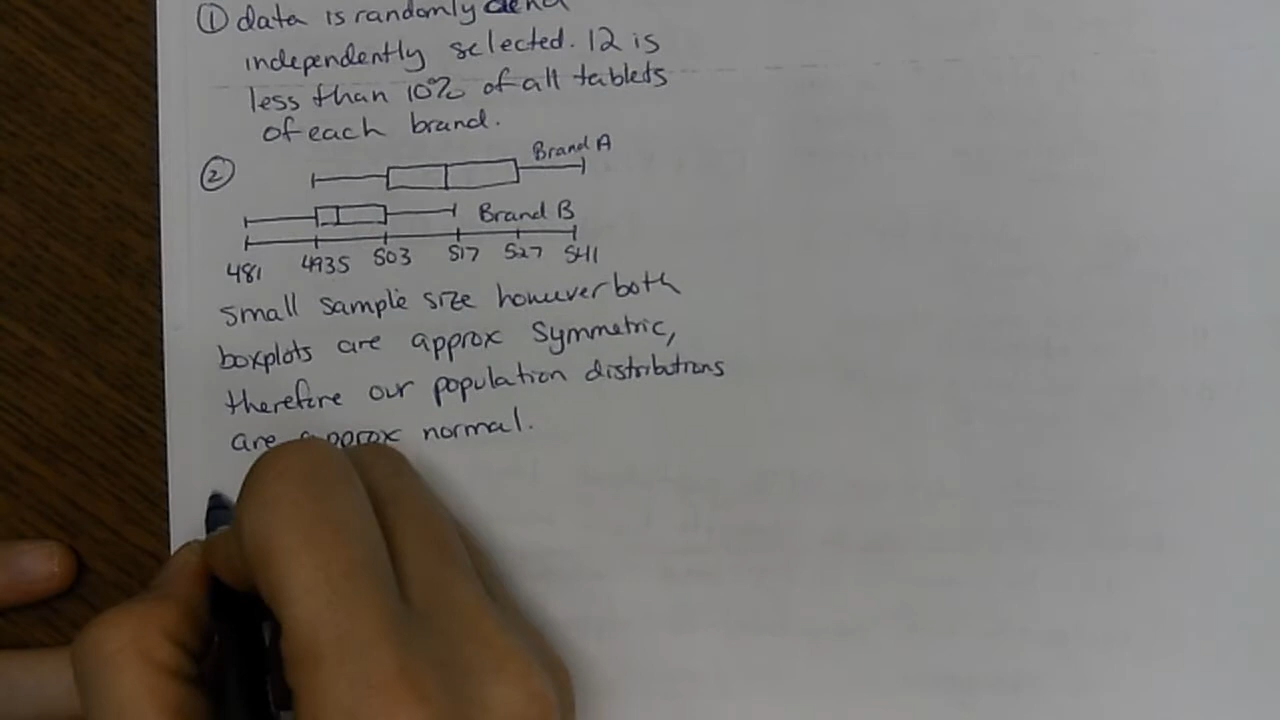 ① data is randomly and
independently selected. 12 is
less than 10% of all tablets
of each brand.
②
Brand A
Brand B
481 4935 503 517 527 541
small sample size however both
boxplots are approx symmetric,
therefore our population distributions
are approx normal.